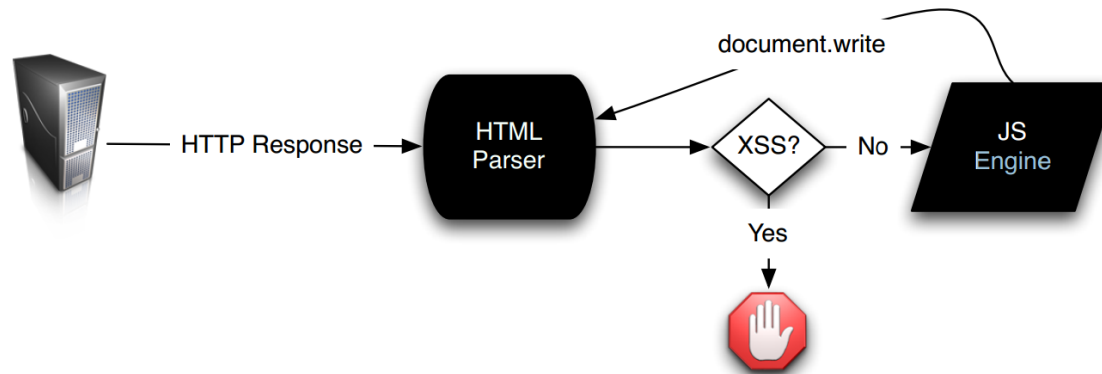 document.write
HTTP Response
HTML
Parser
XSS?
No
JS
Engine
Yes